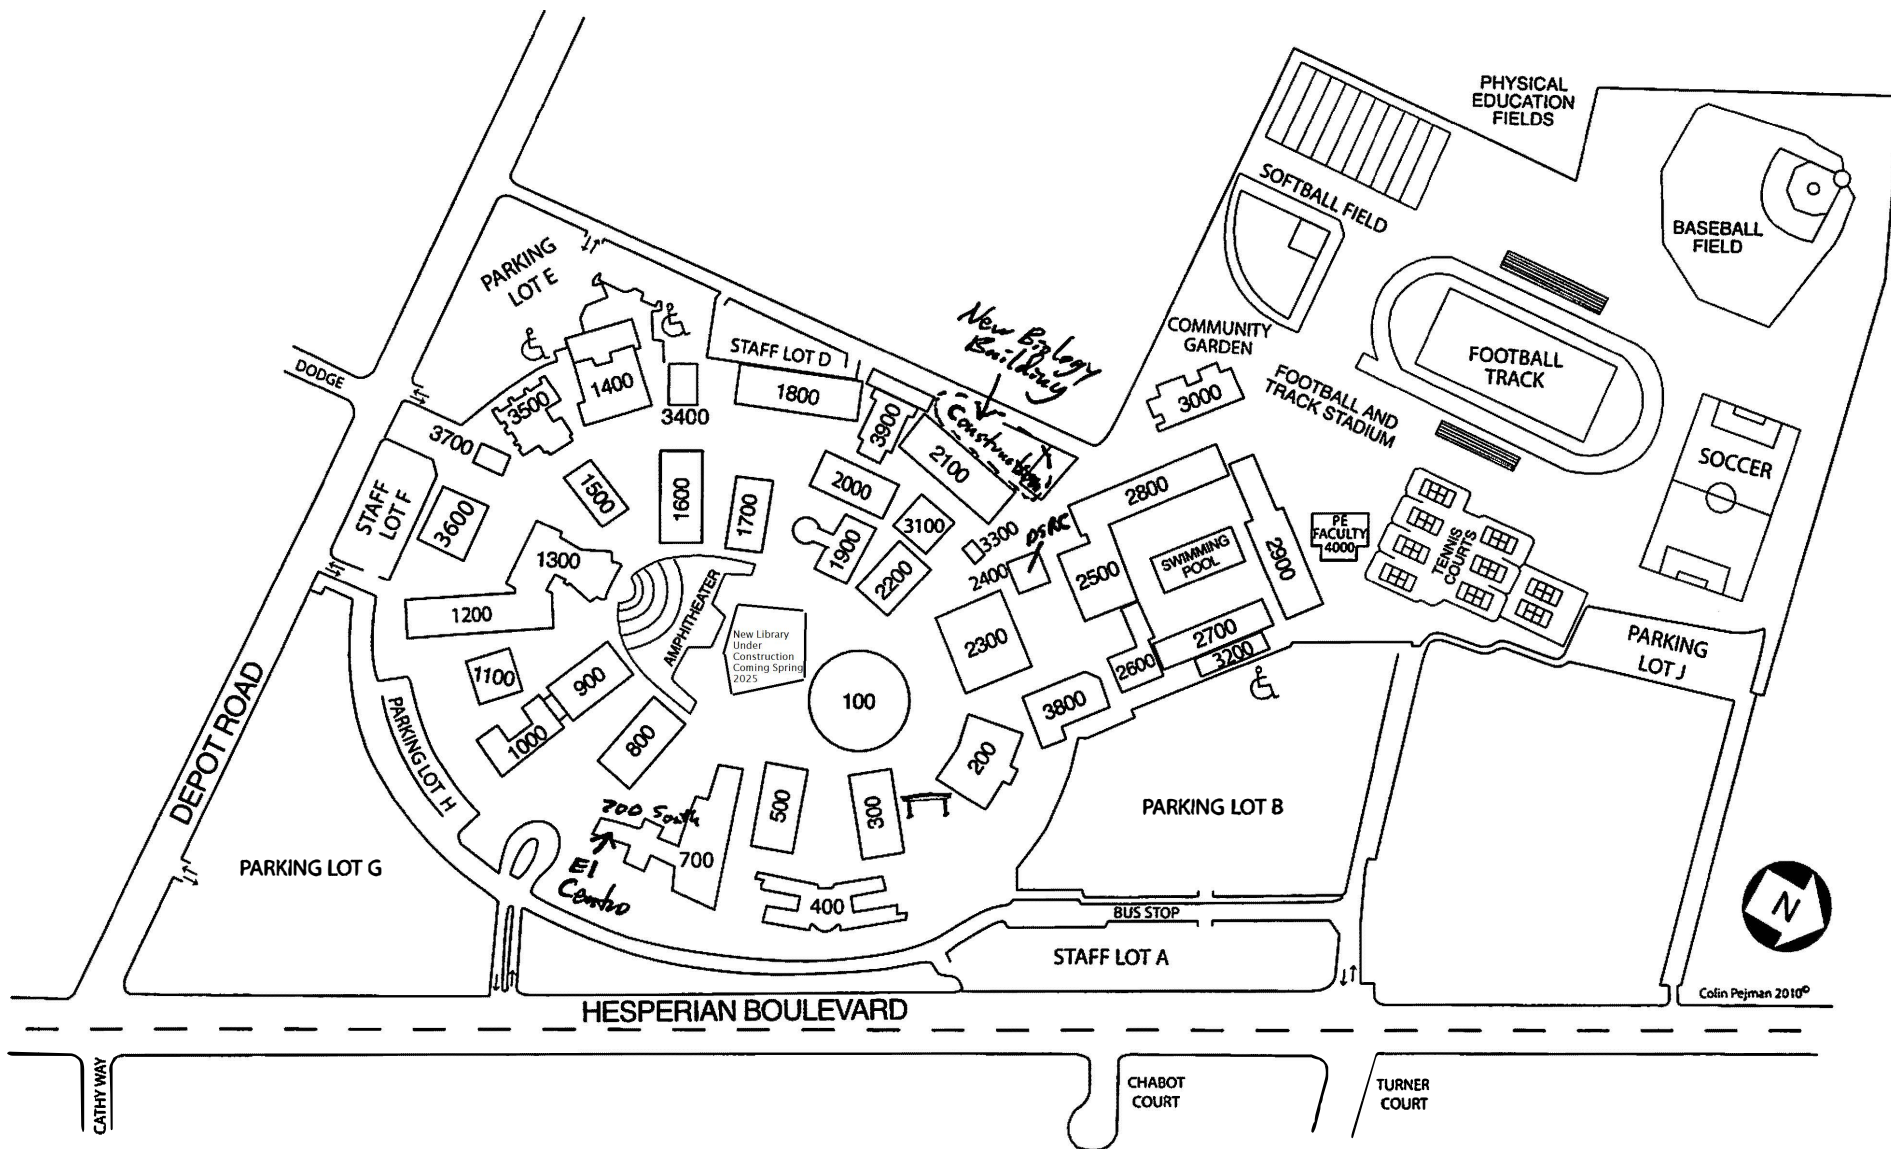 PHYSICAL
EDUCATION
FIELDS
SOFTBALL FIELD
BASEBALL
FIELD
PARKING
LOT E
New Biology
Building
COMMUNITY
GARDEN
FOOTBALL
TRACK
FOOTBALL AND
TRACK STADIUM
STAFF LOT D
DODGE
1400
3400
1800
3500
3900
Construction
3000
3700
2100
SOCCER
1500
1600
1700
2000
2800
STAFF
LOT F
3600
3100
3300
DSRC
1900
2200
2400
2500
SWIMMING
POOL
2900
PE
FACULTY
4000
TENNIS
COURTS
1300
1200
AMPHITHEATER
New Library
Under
Construction
Coming Spring
2025
2300
2700
2600
3200
PARKING
LOT J
1100
900
100
3800
1000
800
PARKING LOT H
200
DEPOT ROAD
700 South
500
300
PARKING LOT B
700
El
Centro
PARKING LOT G
400
BUS STOP
STAFF LOT A
N
Colin Pejman 2010©
HESPERIAN BOULEVARD
CATHY WAY
CHABOT
COURT
TURNER
COURT